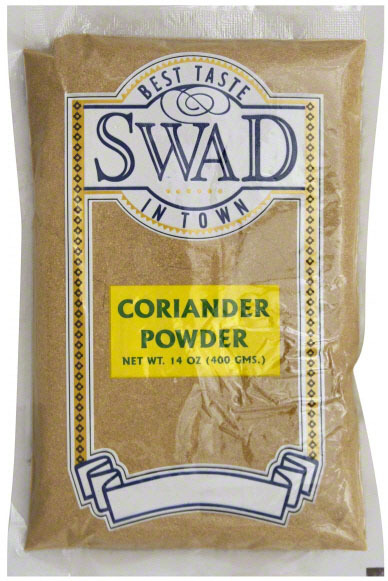 BEST TASTE
SWAD
IN TOWN
CORIANDER
POWDER
NET WT. 14 OZ (400 GMS.)